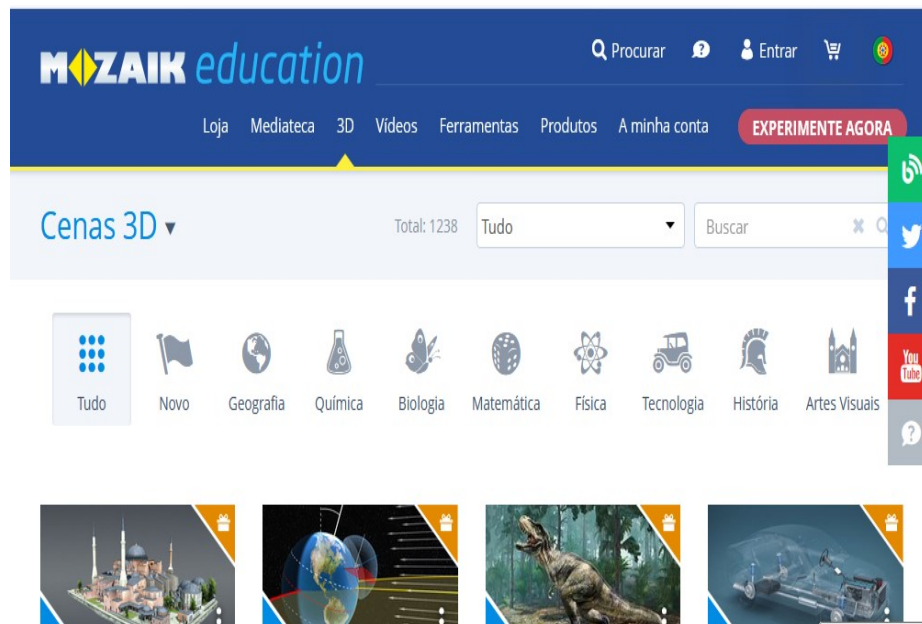 MOZAIK education
Procurar Entrar
Loja Mediateca 3D Vídeos Ferramentas Produtos A minha conta EXPERIMENTE AGORA
Cenas 3D Total: 1238 Tudo Buscar
Tudo Novo Geografia Química Biologia Matemática Física Tecnologia História Artes Visuais
You
Tube